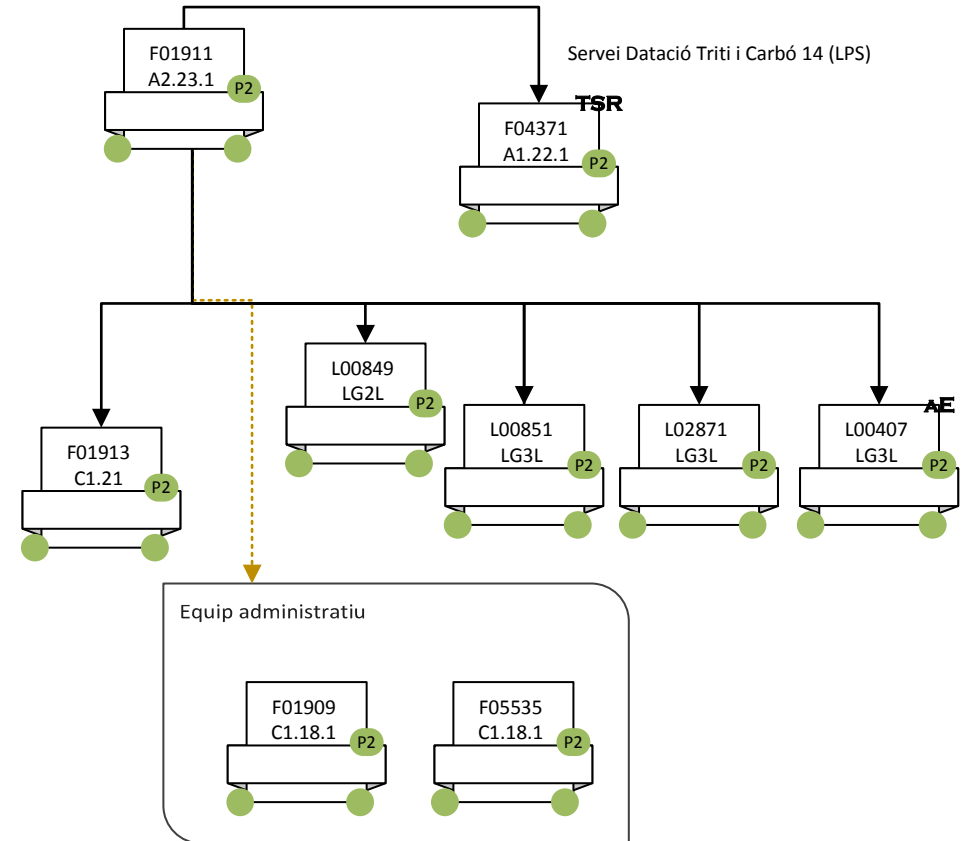 F01911
A2.23.1
P2
Servei Datació Triti i Carbó 14 (LPS)
TSR
F04371
A1.22.1
P2
L00849
LG2L
P2
F01913
C1.21
P2
L00851
LG3L
P2
L02871
LG3L
P2
AE
L00407
LG3L
P2
Equip administratiu
F01909
C1.18.1
P2
F05535
C1.18.1
P2